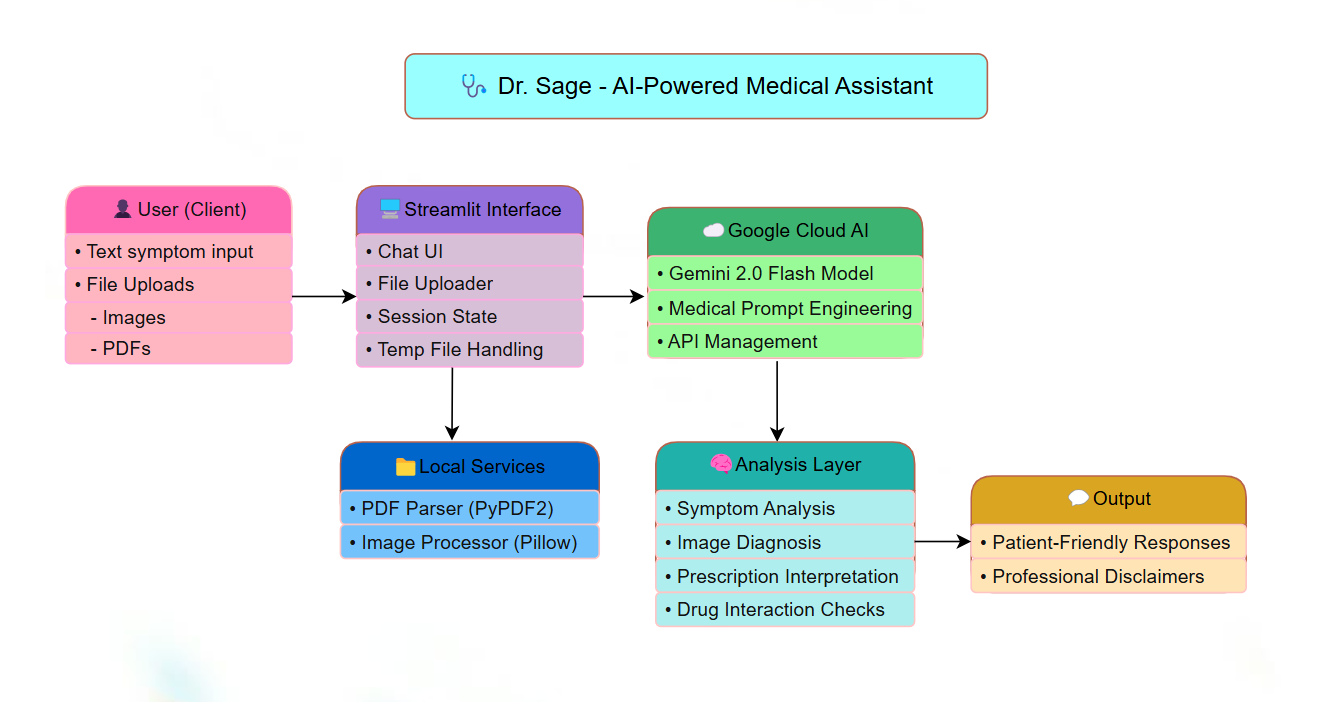 Dr. Sage - AI-Powered Medical Assistant
User (Client)
• Text symptom input
• File Uploads
- Images
- PDFs
Streamlit Interface
• Chat UI
• File Uploader
• Session State
• Temp File Handling
Google Cloud AI
• Gemini 2.0 Flash Model
• Medical Prompt Engineering
• API Management
Local Services
• PDF Parser (PyPDF2)
• Image Processor (Pillow)
Analysis Layer
• Symptom Analysis
• Image Diagnosis
• Prescription Interpretation
• Drug Interaction Checks
Output
• Patient-Friendly Responses
• Professional Disclaimers